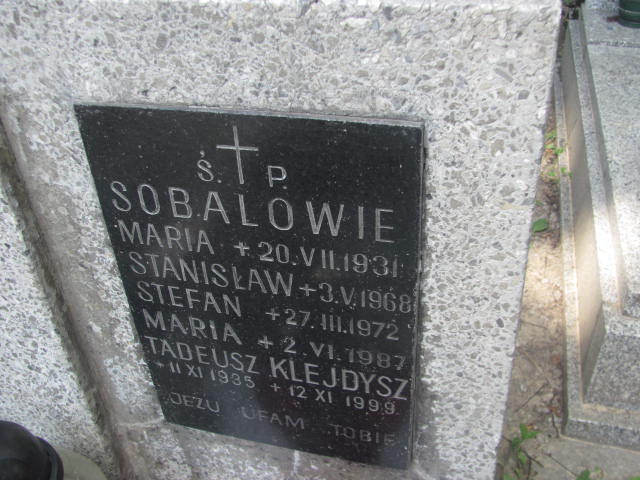 Ś. P.
SOBALOWIE
MARIA +20.VII.1931
STANISŁAW +3.V.1968
STEFAN +27.III.1972
MARIA +2.VI.1987
TADEUSZ KLEJDYSZ
+11 XI 1935 +12 XI 1999
JEZU UFAM TOBIE